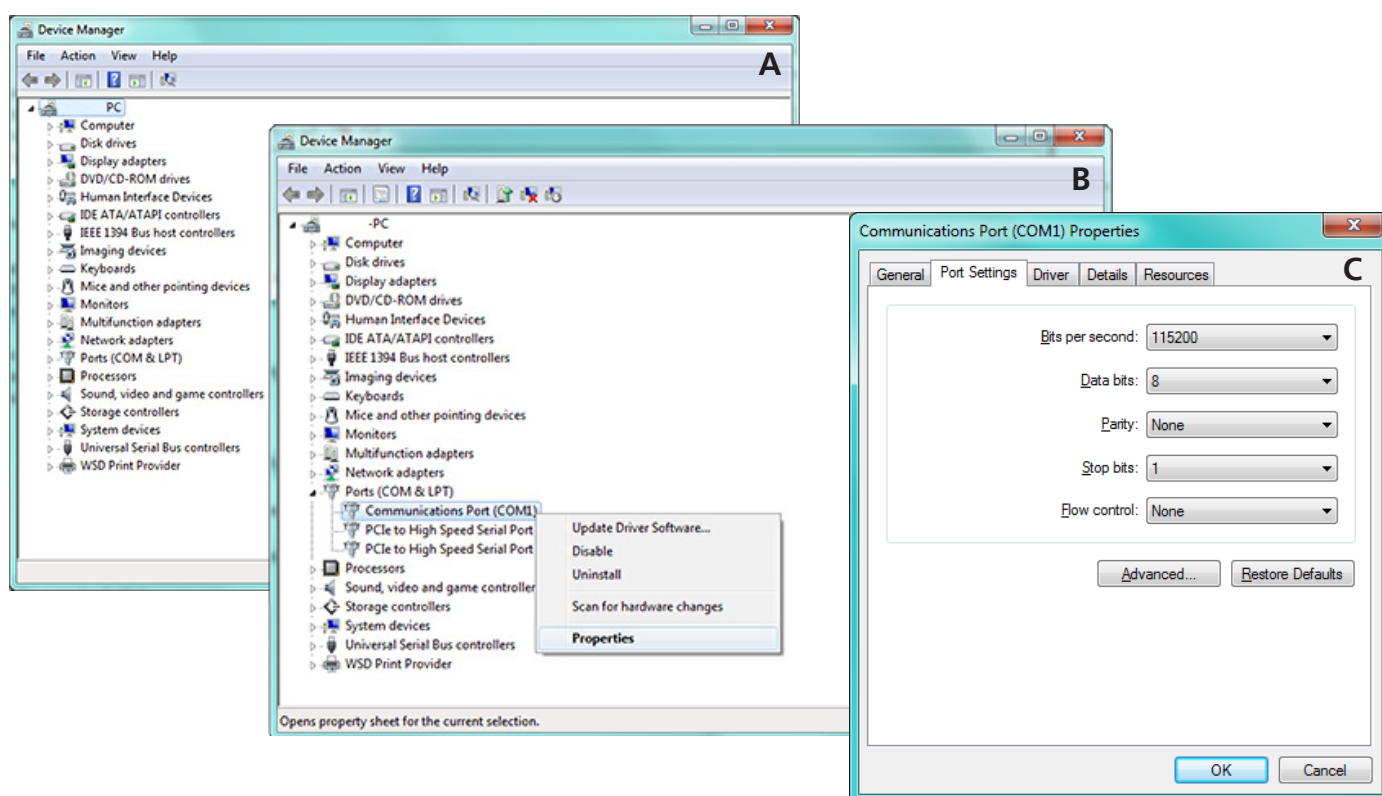 Device Manager
File Action View Help
A
PC
Computer
Disk drives
Display adapters
DVD/CD-ROM drives
Human Interface Devices
IDE ATA/ATAPI controllers
IEEE 1394 Bus host controllers
Imaging devices
Keyboards
Mice and other pointing devices
Monitors
Multifunction adapters
Network adapters
Ports (COM & LPT)
Processors
Sound, video and game controllers
Storage controllers
System devices
Universal Serial Bus controllers
WSD Print Provider
Device Manager
File Action View Help
B
-PC
Computer
Disk drives
Display adapters
DVD/CD-ROM drives
Human Interface Devices
IDE ATA/ATAPI controllers
IEEE 1394 Bus host controllers
Imaging devices
Keyboards
Mice and other pointing devices
Monitors
Multifunction adapters
Network adapters
Ports (COM & LPT)
Communications Port (COM1)
PCIe to High Speed Serial Port
PCIe to High Speed Serial Port
Processors
Sound, video and game controller
Storage controllers
System devices
Universal Serial Bus controllers
WSD Print Provider
Update Driver Software...
Disable
Uninstall
Scan for hardware changes
Properties
Opens property sheet for the current selection.
Communications Port (COM1) Properties
C
General Port Settings Driver Details Resources
Bits per second: 115200
Data bits: 8
Parity: None
Stop bits: 1
Flow control: None
Advanced... Restore Defaults
OK Cancel